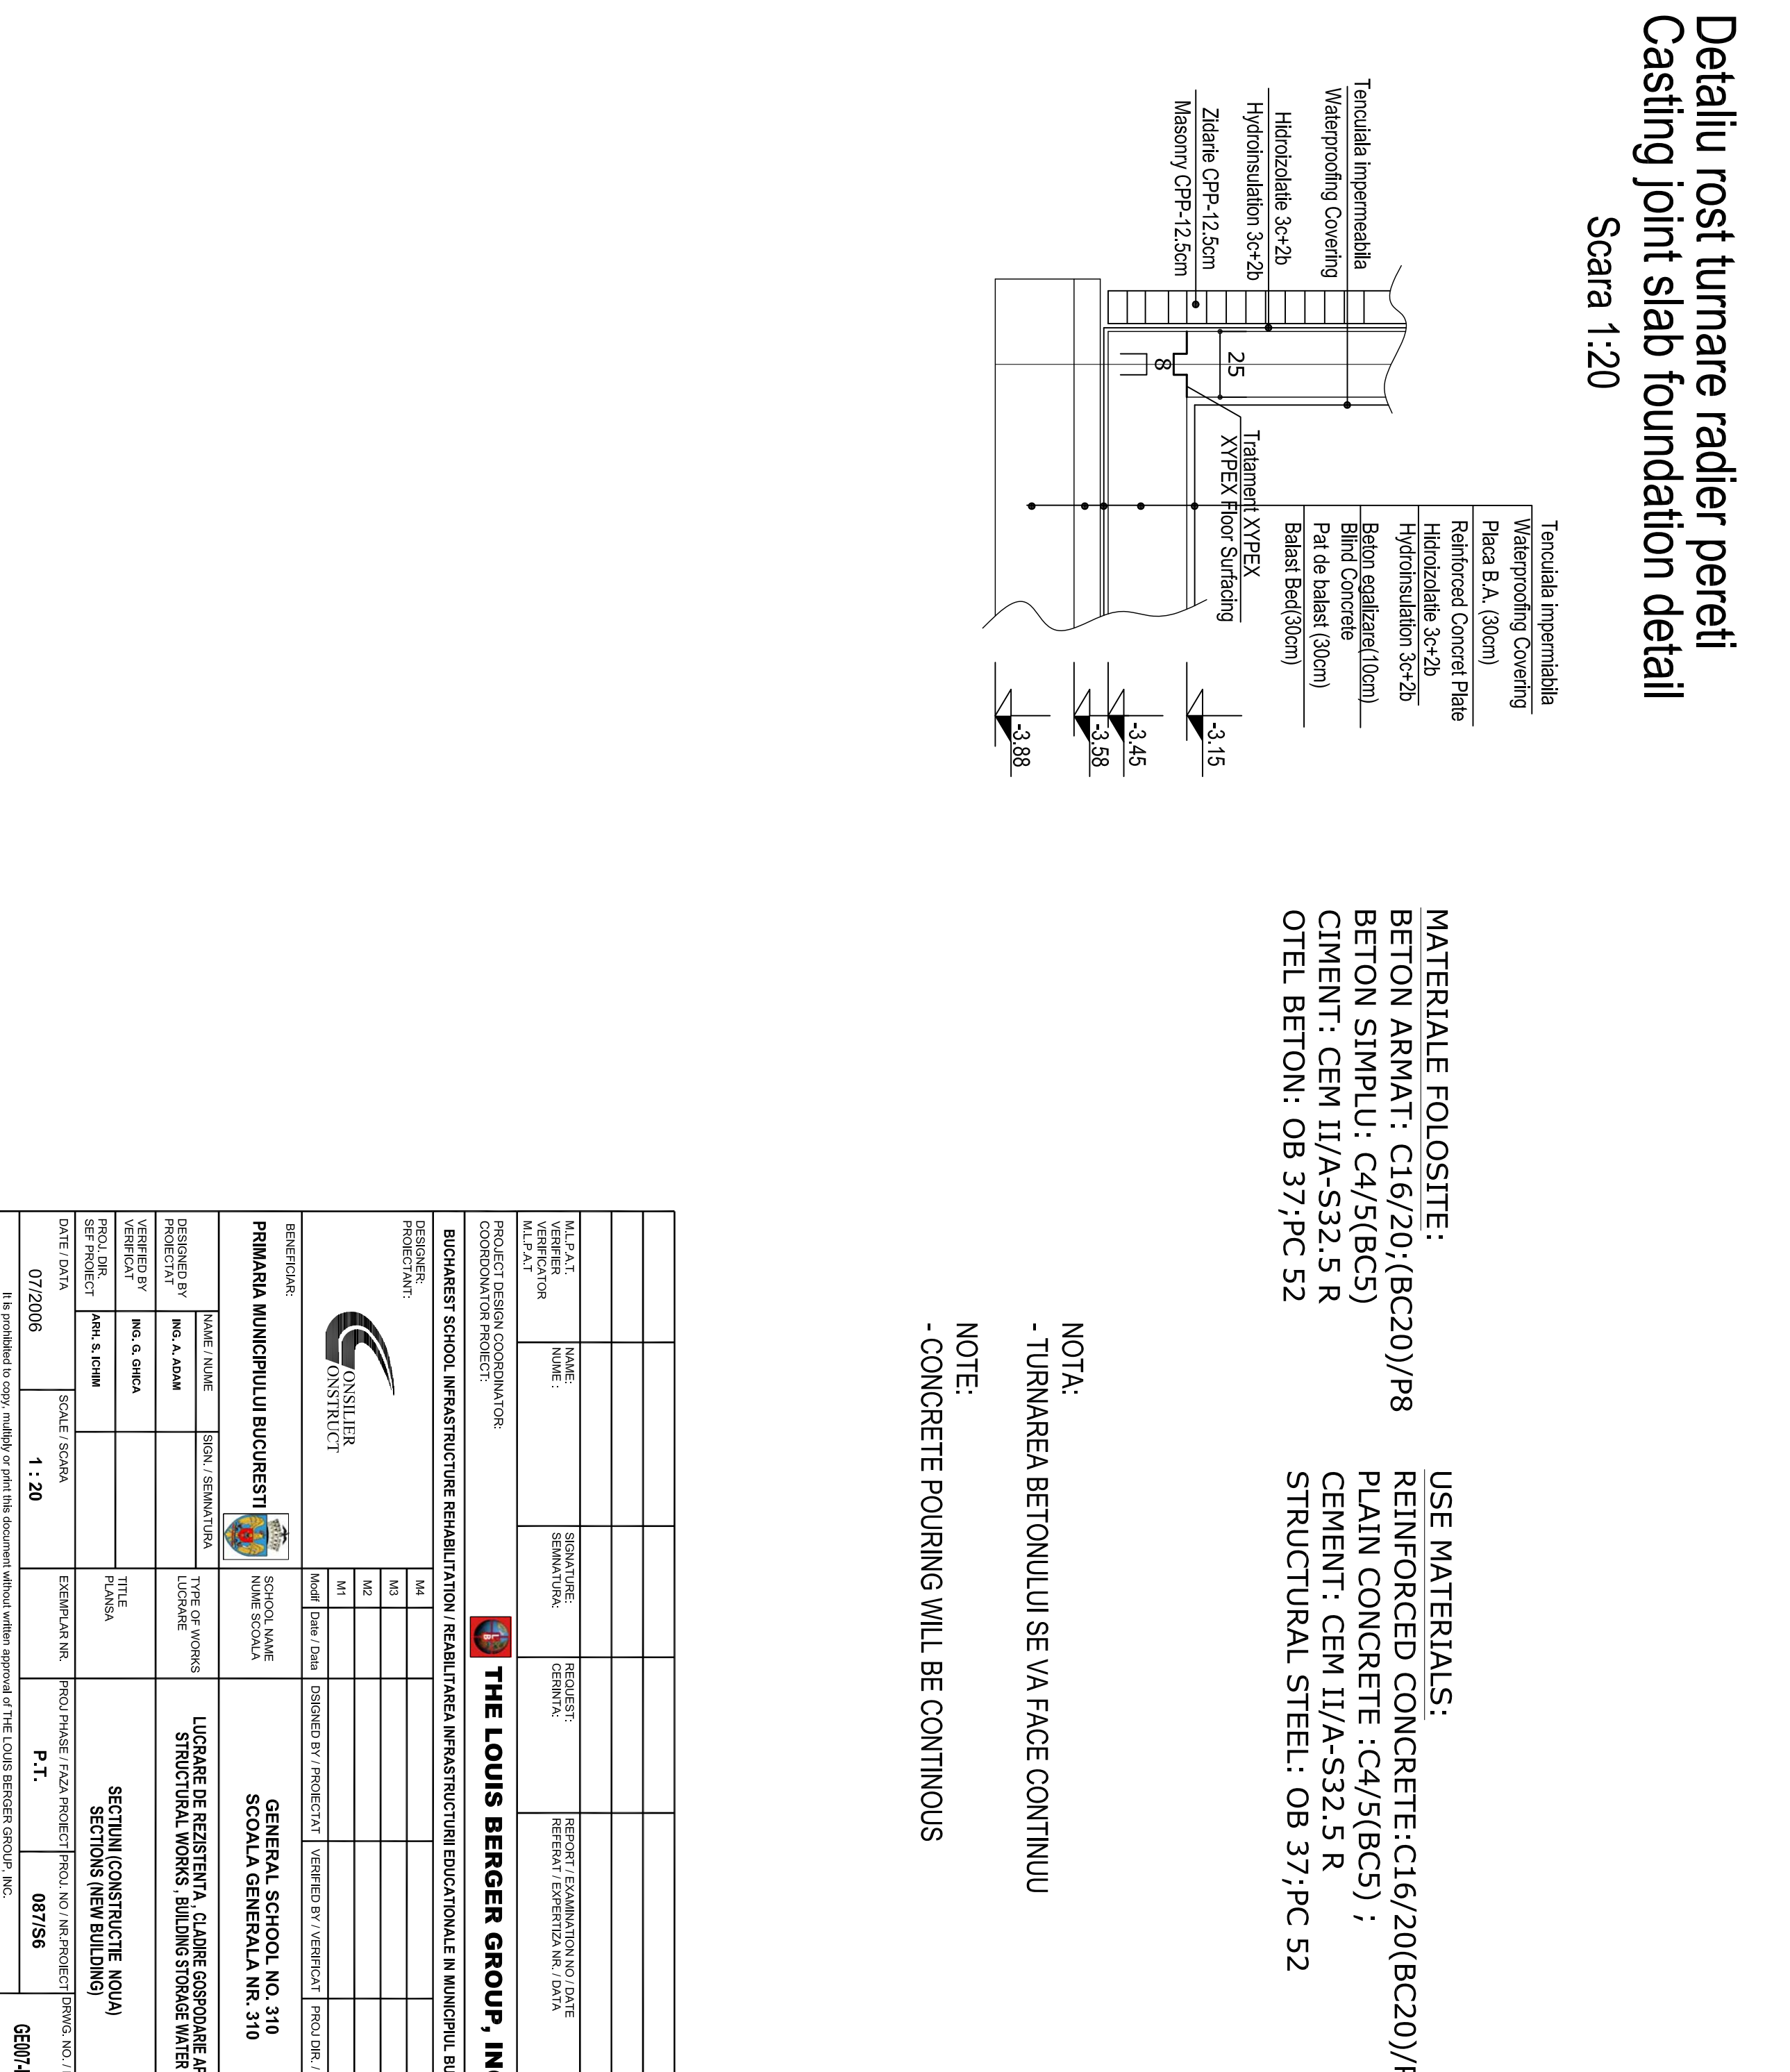 Detaliu rost turnare radier pereti
Casting joint slab foundation detail
Scara 1:20
Tencuiala impermeabila
Waterproofing Covering
Hidroizolatie 3c+2b
Hydroinsulation 3c+2b
Zidarie CPP-12.5cm
Masonry CPP-12.5cm
25
8
Tratament XYPEX
XYPEX Floor Surfacing
Tencuiala impermiabila
Waterproofing Covering
Placa B.A. (30cm)
Reinforced Concret Plate
Hidroizolatie 3c+2b
Hydroinsulation 3c+2b
Beton egalizare(10cm)
Blind Concrete
Pat de balast (30cm)
Balast Bed(30cm)
-3.15
-3.45
-3.58
-3.88
MATERIALE FOLOSITE:
BETON ARMAT: C16/20;(BC20)/P8
BETON SIMPLU: C4/5(BC5)
CIMENT: CEM II/A-S32.5 R
OTEL BETON: OB 37;PC 52
USE MATERIALS:
REINFORCED CONCRETE:C16/20(BC20)/
PLAIN CONCRETE :C4/5(BC5) ;
CEMENT: CEM II/A-S32.5 R
STRUCTURAL STEEL: OB 37;PC 52
NOTA:
- TURNAREA BETONULUI SE VA FACE CONTINUU
NOTE:
- CONCRETE POURING WILL BE CONTINOUS
M.L.P.A.T.
VERIFIER
VERIFICATOR
M.L.P.A.T
NAME:
NUME :
SIGNATURE:
SEMNATURA:
REQUEST:
CERINTA:
REPORT / EXAMINATION NO / DATE
REFERAT / EXPERTIZA NR. / DATA
PROJECT DESIGN COORDINATOR:
COORDONATOR PROIECT:
LB
THE LOUIS BERGER GROUP, INC
BUCHAREST SCHOOL INFRASTRUCTURE REHABILITATION / REABILITAREA INFRASTRUCTURII EDUCATIONALE IN MUNICIPIUL BU
DESIGNER:
PROIECTANT:
ONSILIER
ONSTRUCT
M4
M3
M2
M1
Modif
Date / Data
DSIGNED BY / PROIECTAT
VERIFIED BY / VERIFICAT
PROJ DIR. /
BENEFICIAR:
PRIMARIA MUNICIPIULUI BUCURESTI
SCHOOL NAME
NUME SCOALA
GENERAL SCHOOL NO. 310
SCOALA GENERALA NR. 310
NAME / NUME
SIGN. / SEMNATURA
DESIGNED BY
PROIECTAT
ING. A. ADAM
TYPE OF WORKS
LUCRARE
LUCRARE DE REZISTENTA , CLADIRE GOSPODARIE AP
STRUCTURAL WORKS , BUILDING STORAGE WATER
VERIFIED BY
VERIFICAT
ING. G. GHICA
PROJ. DIR.
SEF PROIECT
ARH. S. ICHIM
TITLE
PLANSA
SECTIUNI (CONSTRUCTIE NOUA)
SECTIONS (NEW BUILDING)
DATE / DATA
07/2006
SCALE / SCARA
1 : 20
EXEMPLAR NR.
PROJ PHASE / FAZA PROIECT
P.T.
PROJ. NO / NR.PROIECT
087/S6
DRWG. NO. /
GE007-
It is prohibited to copy, multiply or print this document without written approval of THE LOUIS BERGER GROUP, INC.